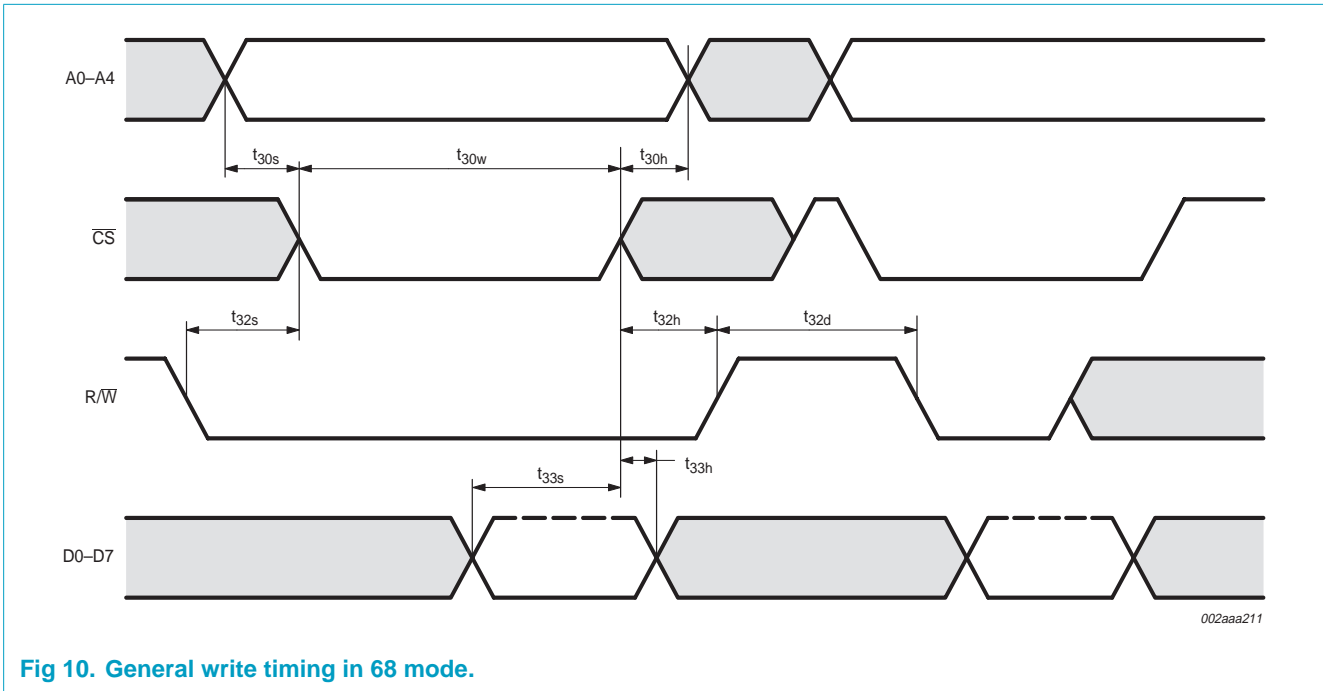 A0–A4
t30s
t30w
t30h
CS
t32s
t32h
t32d
R/W
t33s
t33h
D0–D7
002aaa211
Fig 10. General write timing in 68 mode.